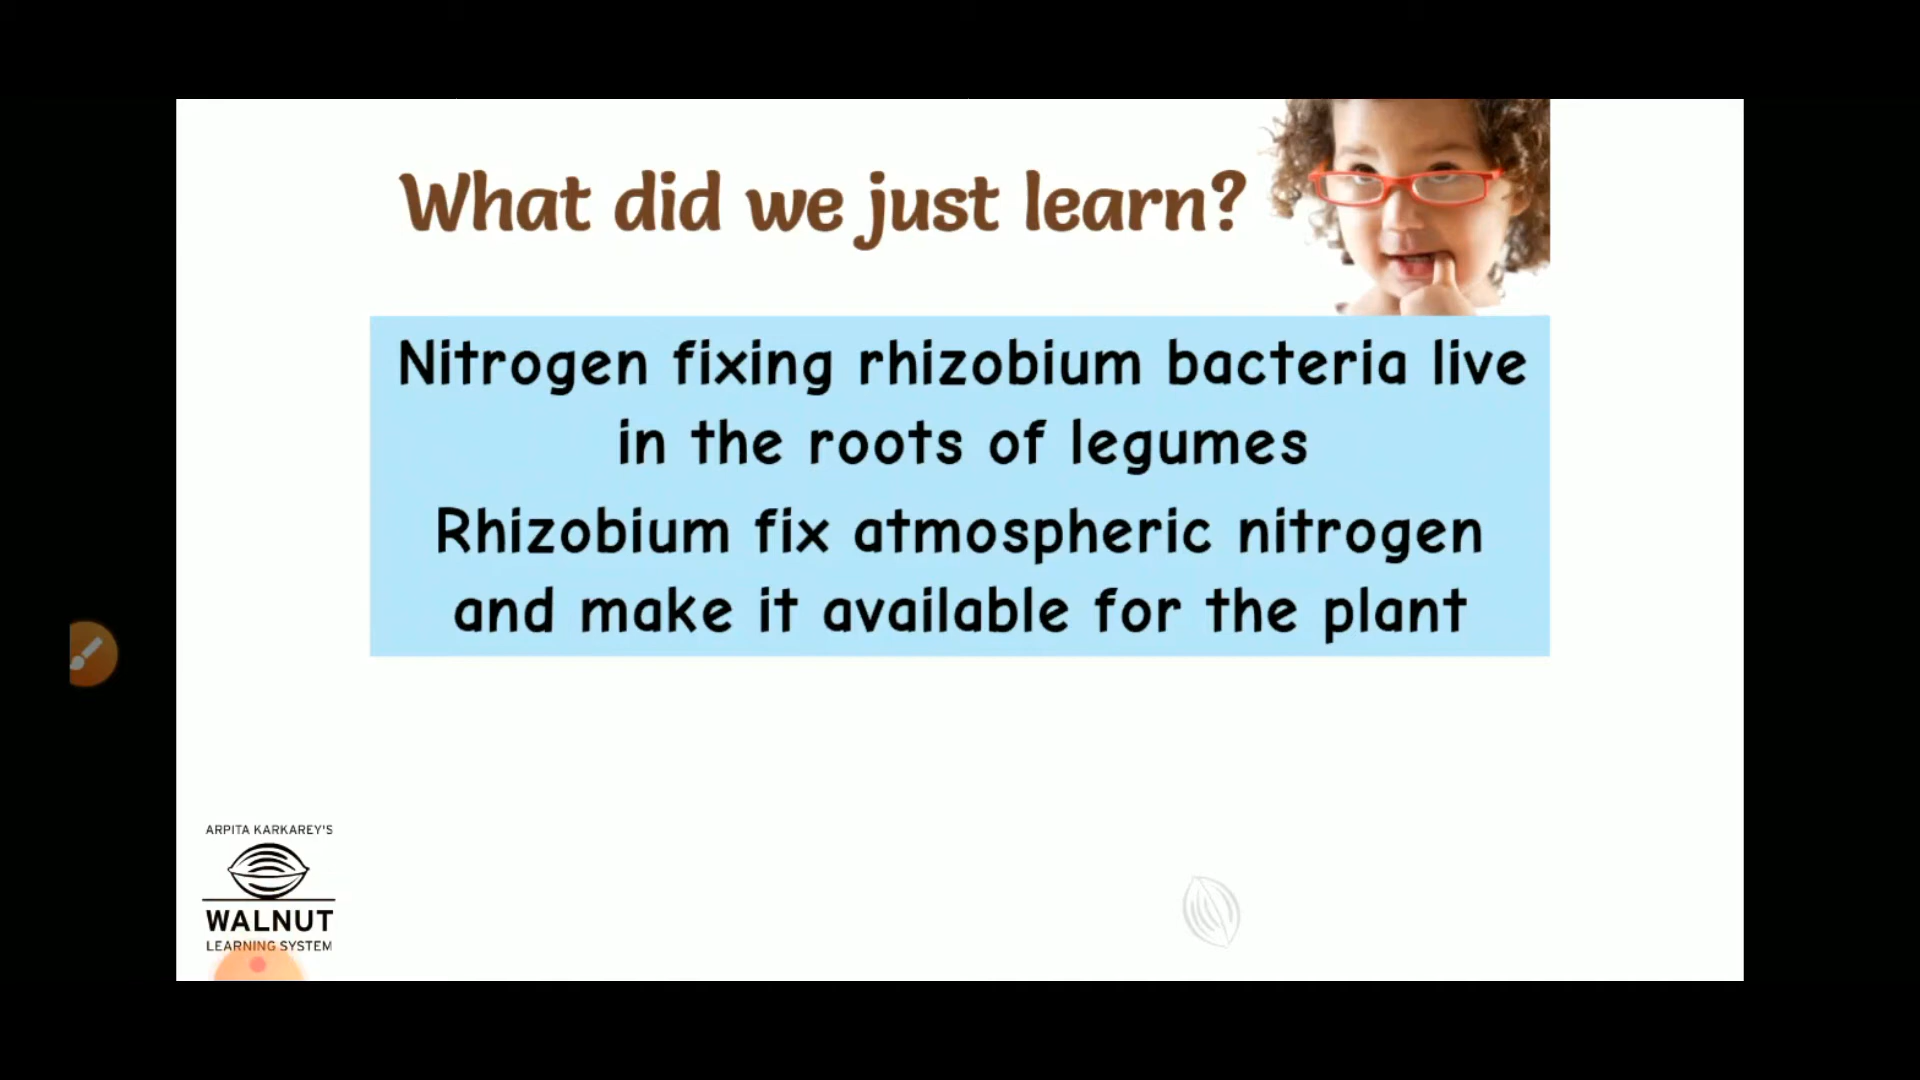 What did we just learn?
Nitrogen fixing rhizobium bacteria live
in the roots of legumes
Rhizobium fix atmospheric nitrogen
and make it available for the plant
ARPITA KARKAREY'S
WALNUT
LEARNING SYSTEM